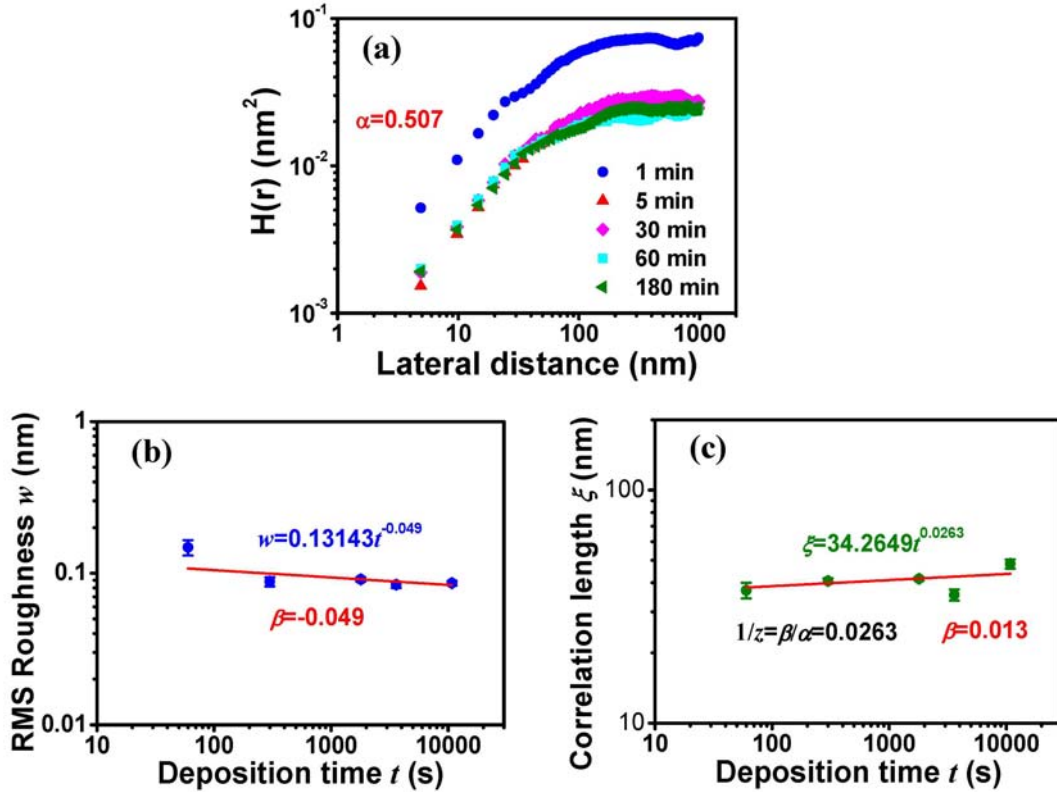 (a)
H(r) (nm²)
10⁻¹
10⁻²
10⁻³
α=0.507
1 min
5 min
30 min
60 min
180 min
1 10 100 1000
Lateral distance (nm)
(b)
RMS Roughness w (nm)
1
0.1
0.01
w=0.13143t^-0.049
β=-0.049
10 100 1000 10000
Deposition time t (s)
(c)
Correlation length ξ (nm)
100
10
ξ=34.2649t^0.0263
1/z=β/α=0.0263 β=0.013
10 100 1000 10000
Deposition time t (s)